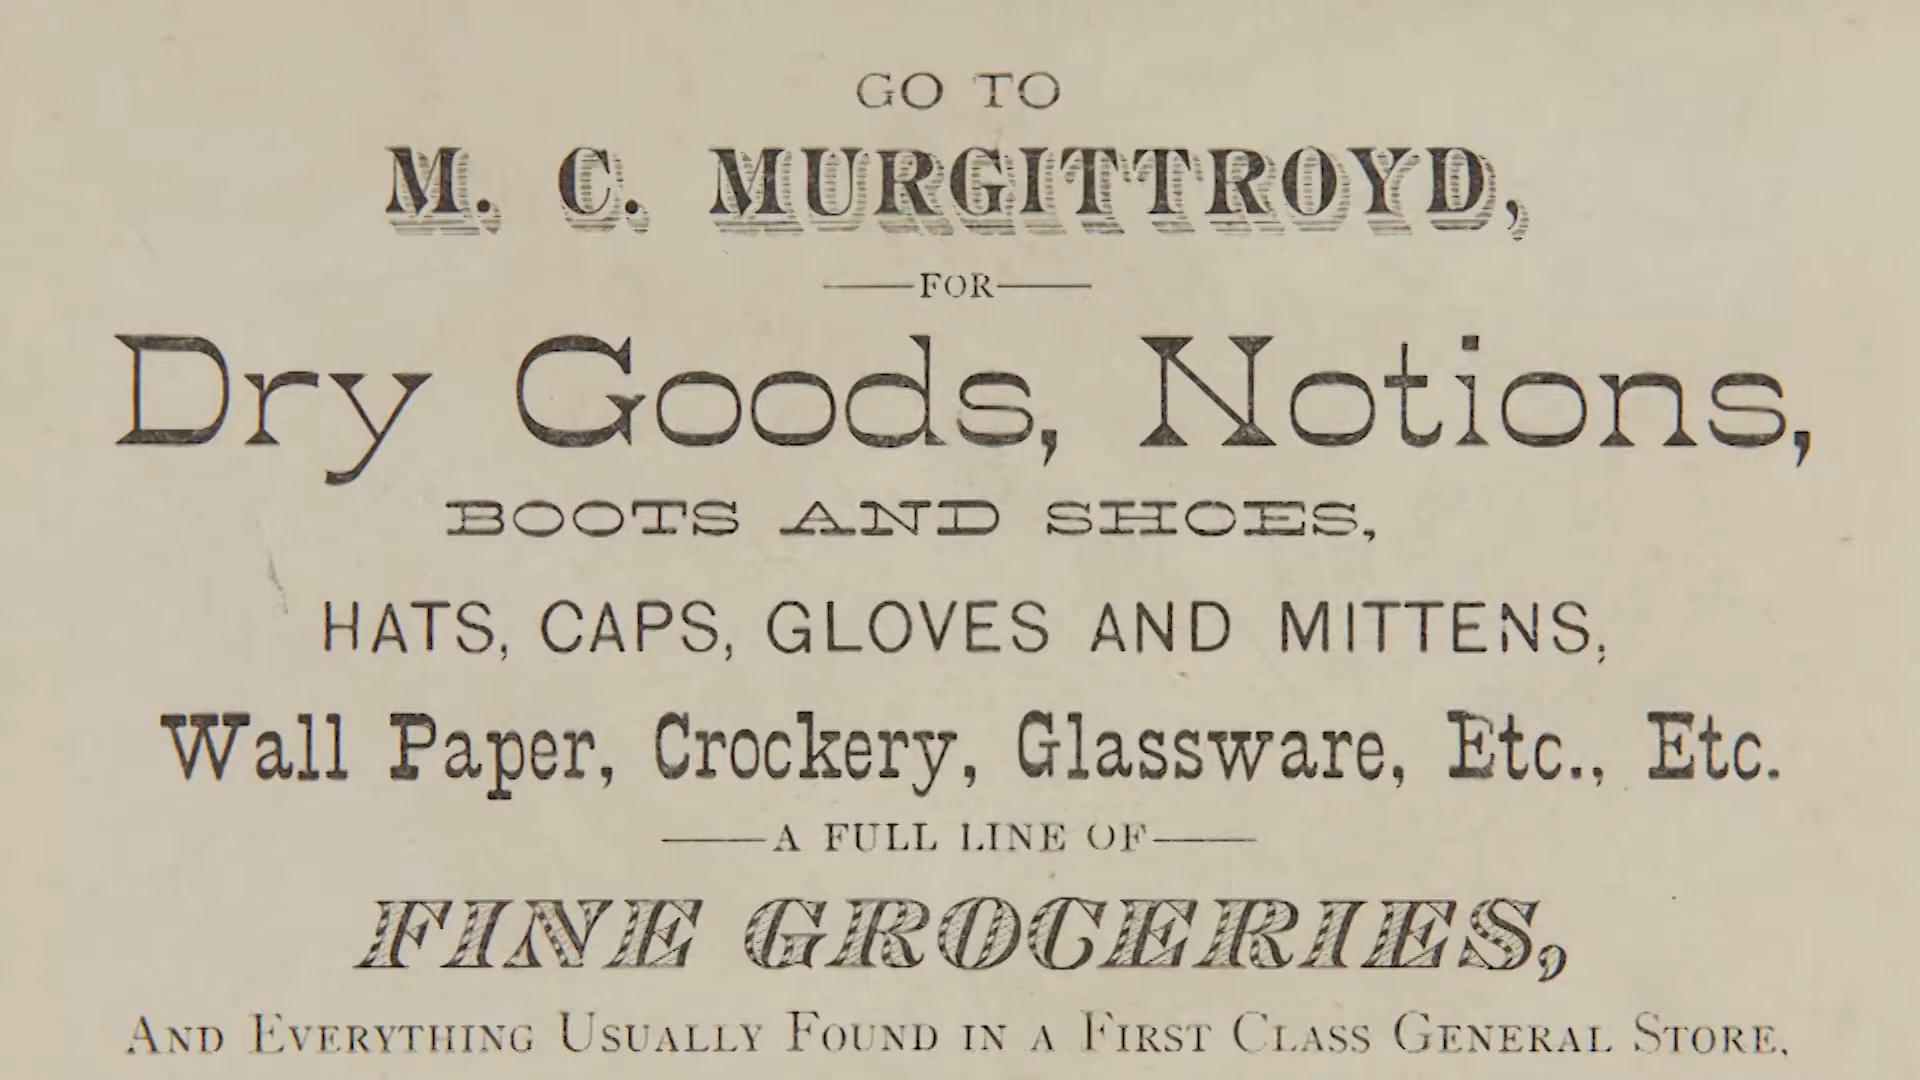 GO TO
M. C. MURGITTROYD,
FOR
Dry Goods, Notions,
BOOTS AND SHOES,
HATS, CAPS, GLOVES AND MITTENS,
Wall Paper, Crockery, Glassware, Etc., Etc.
A FULL LINE OF
FINE GROCERIES,
AND EVERYTHING USUALLY FOUND IN A FIRST CLASS GENERAL STORE.